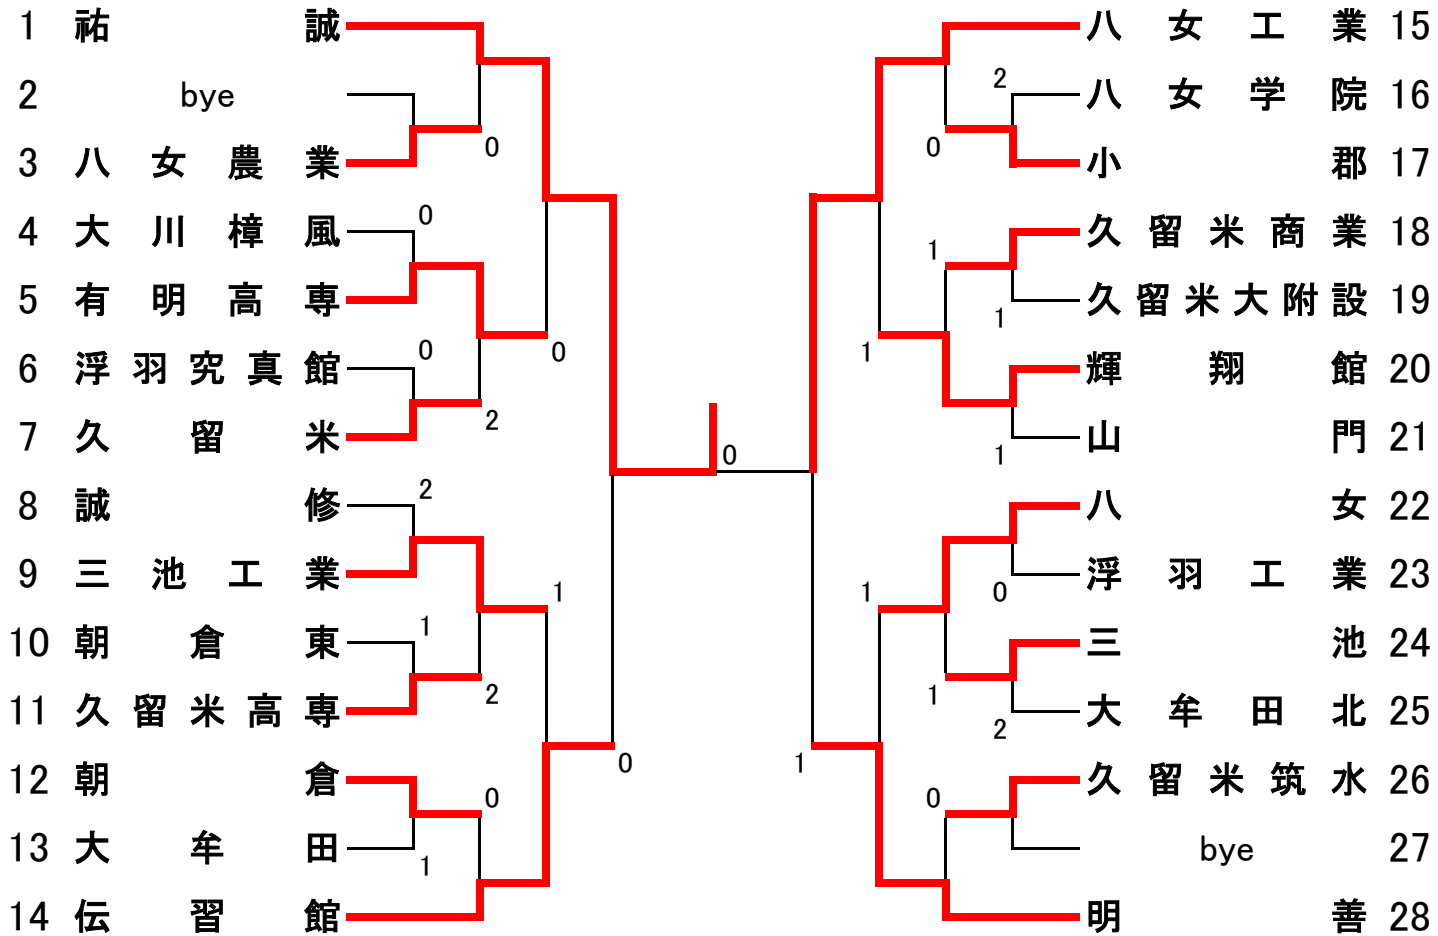 1 祐誠
2 bye
3 八女農業
0
4 大川樟風
0
5 有明高専
0
0
6 浮羽究真館
2
7 久留米
2
8 誠修
9 三池工業
1
1
10 朝倉東
2
11 久留米高専
0
12 朝倉
0
13 大牟田
1
14 伝習館
0
八女工業 15
2
八女学院 16
0
小郡 17
久留米商業 18
1
久留米大附設 19
1
1
輝翔館 20
山門 21
1
八女 22
浮羽工業 23
1
0
三池 24
1
大牟田北 25
2
1
久留米筑水 26
0
bye 27
明善 28